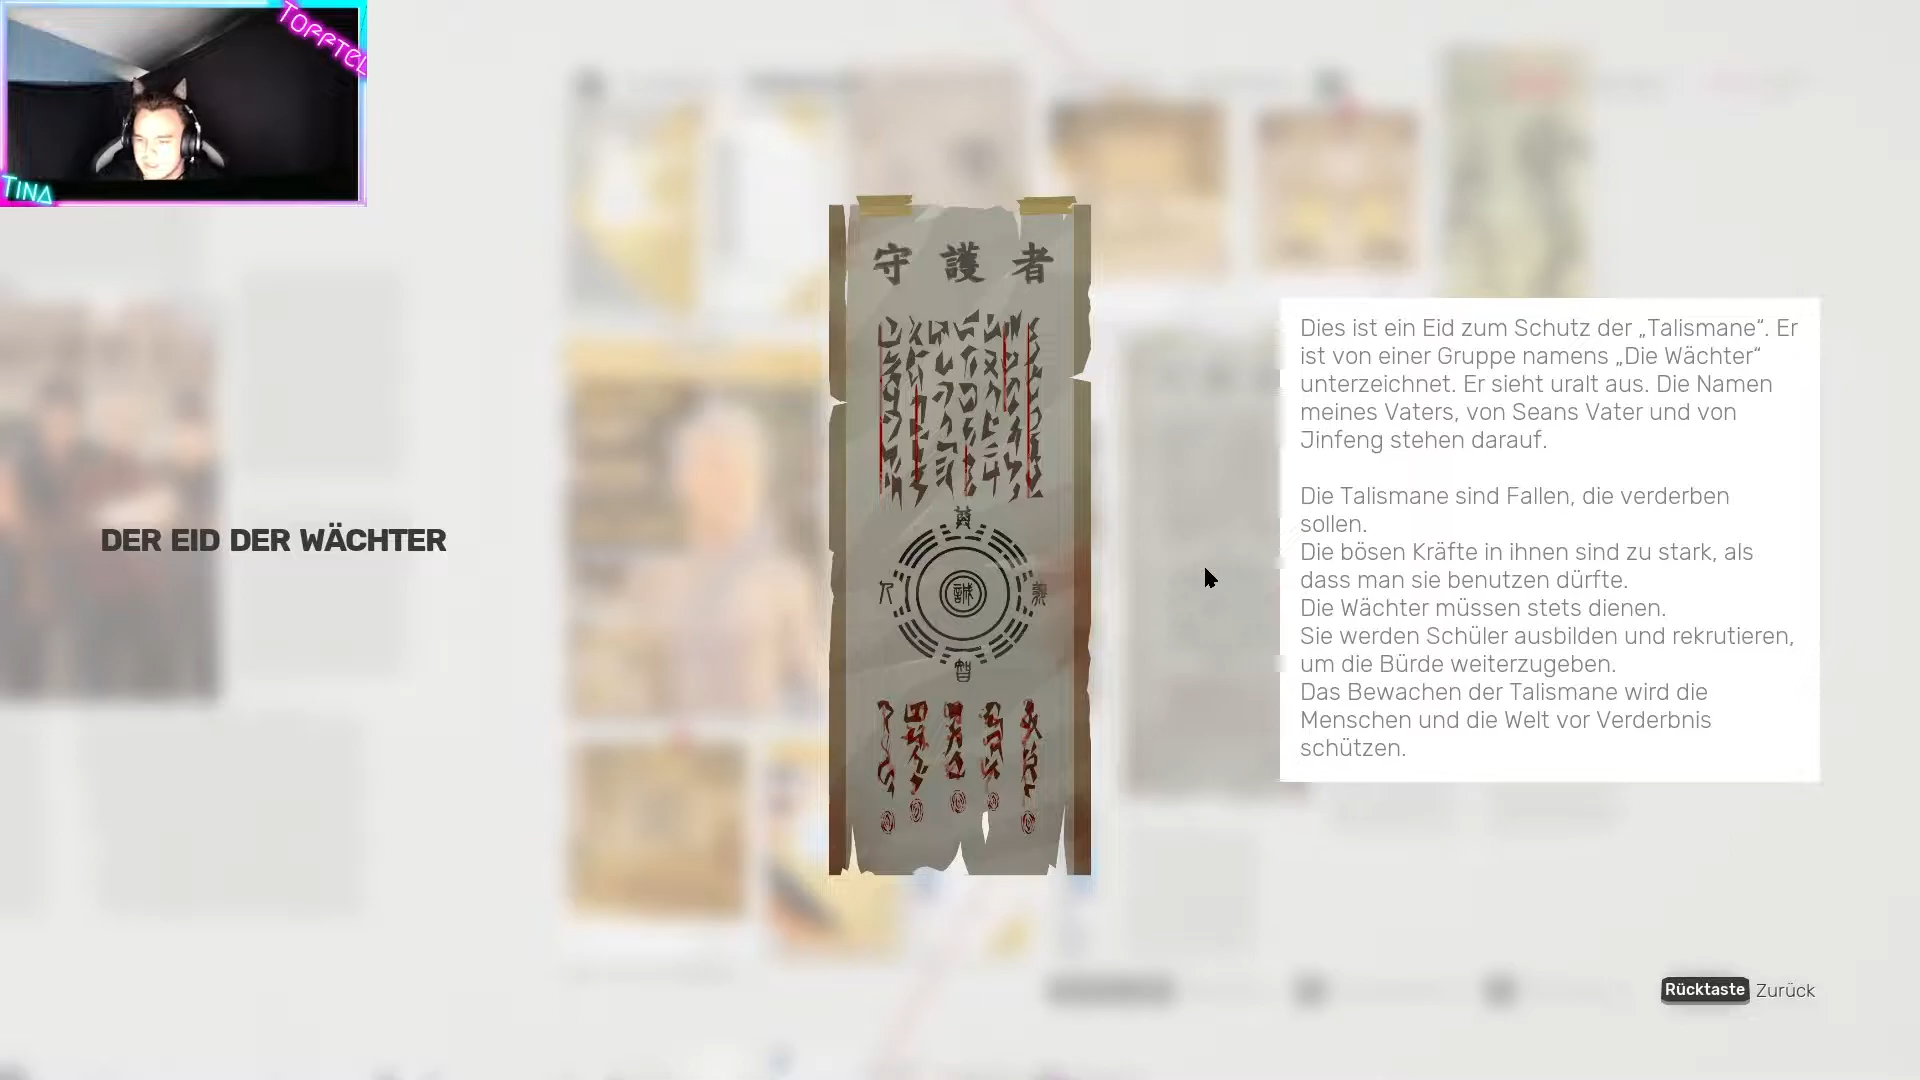 TOFFTEL
TINA
守護者
誠
智
DER EID DER WÄCHTER
Dies ist ein Eid zum Schutz der „Talismane“. Er
ist von einer Gruppe namens „Die Wächter“
unterzeichnet. Er sieht uralt aus. Die Namen
meines Vaters, von Seans Vater und von
Jinfeng stehen darauf.
Die Talismane sind Fallen, die verderben
sollen.
Die bösen Kräfte in ihnen sind zu stark, als
dass man sie benutzen dürfte.
Die Wächter müssen stets dienen.
Sie werden Schüler ausbilden und rekrutieren,
um die Bürde weiterzugeben.
Das Bewachen der Talismane wird die
Menschen und die Welt vor Verderbnis
schützen.
Rücktaste Zurück